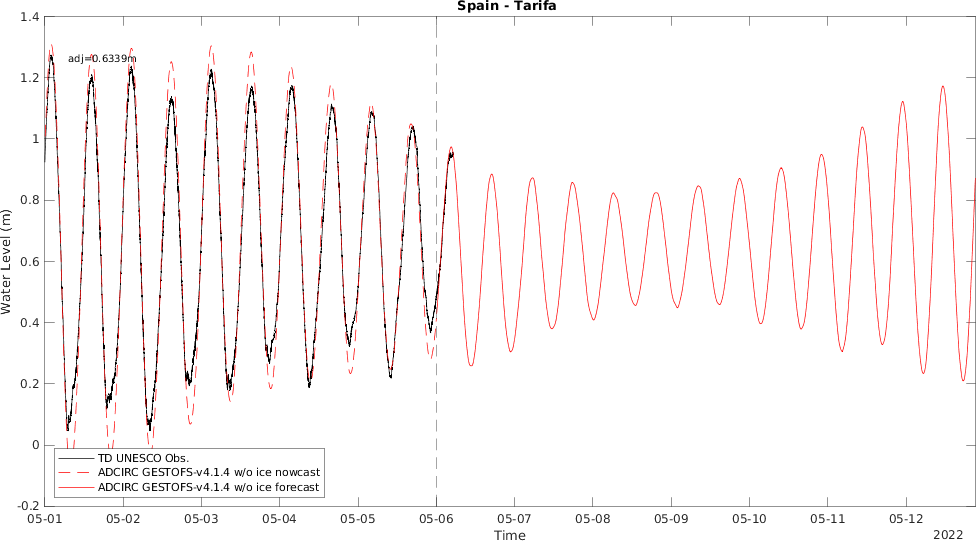 Spain - Tarifa
1.4
adj=0.6339m
1.2
1
0.8
0.6
0.4
0.2
0
-0.2
Water Level (m)
TD UNESCO Obs.
ADCIRC GESTOFS-v4.1.4 w/o ice nowcast
ADCIRC GESTOFS-v4.1.4 w/o ice forecast
05-01 05-02 05-03 05-04 05-05 05-06 05-07 05-08 05-09 05-10 05-11 05-12
Time
2022